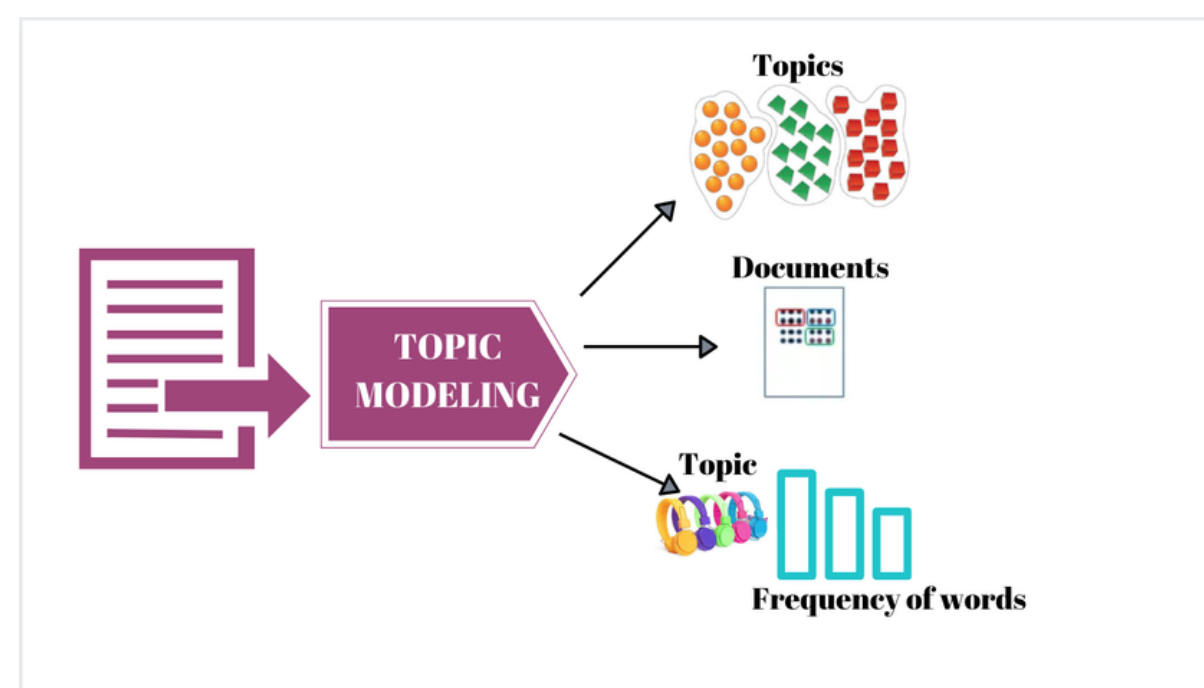 Topics
Documents
TOPIC
MODELING
Topic
Frequency of words